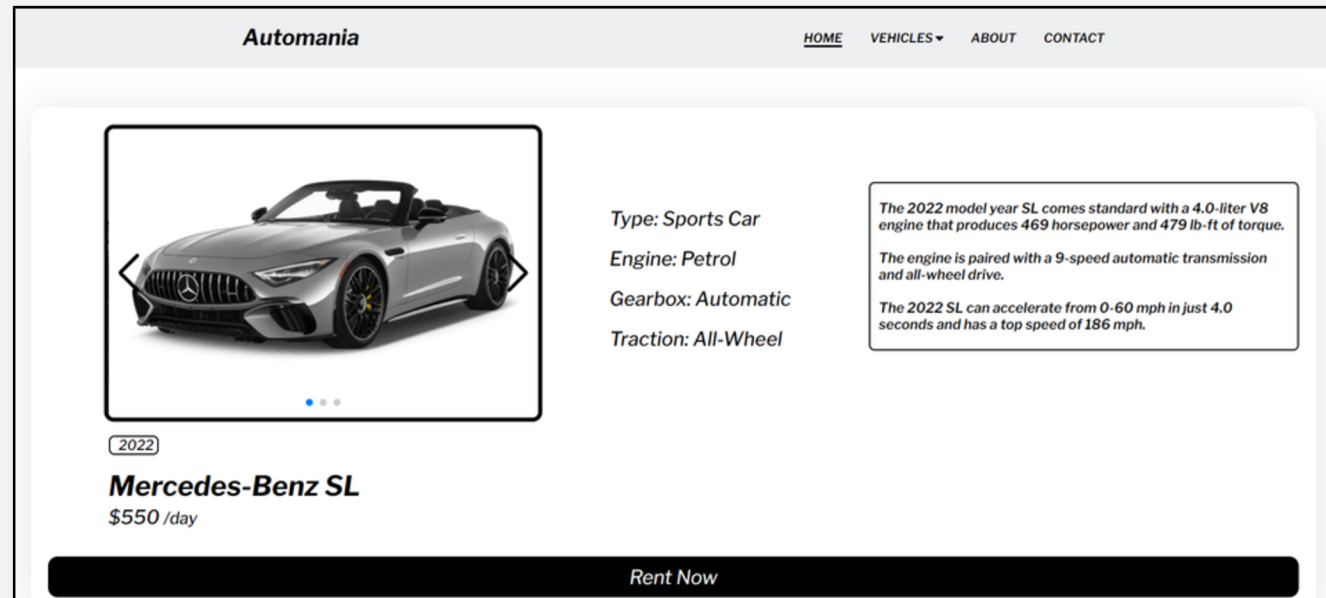 Automania
HOME VEHICLES ABOUT CONTACT
Type: Sports Car
Engine: Petrol
Gearbox: Automatic
Traction: All-Wheel
The 2022 model year SL comes standard with a 4.0-liter V8
engine that produces 469 horsepower and 479 lb-ft of torque.
The engine is paired with a 9-speed automatic transmission
and all-wheel drive.
The 2022 SL can accelerate from 0-60 mph in just 4.0
seconds and has a top speed of 186 mph.
2022
Mercedes-Benz SL
$550 /day
Rent Now